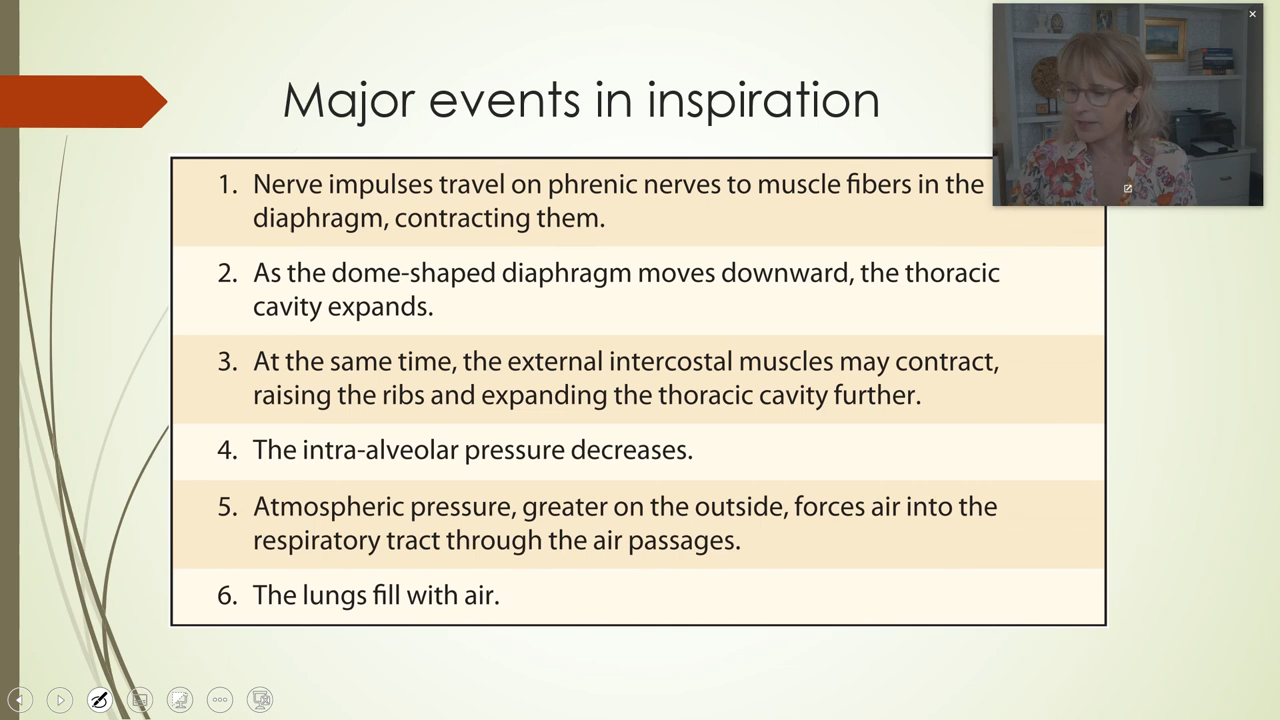 Major events in inspiration
1. Nerve impulses travel on phrenic nerves to muscle fibers in the
diaphragm, contracting them.
2. As the dome-shaped diaphragm moves downward, the thoracic
cavity expands.
3. At the same time, the external intercostal muscles may contract,
raising the ribs and expanding the thoracic cavity further.
4. The intra-alveolar pressure decreases.
5. Atmospheric pressure, greater on the outside, forces air into the
respiratory tract through the air passages.
6. The lungs fill with air.